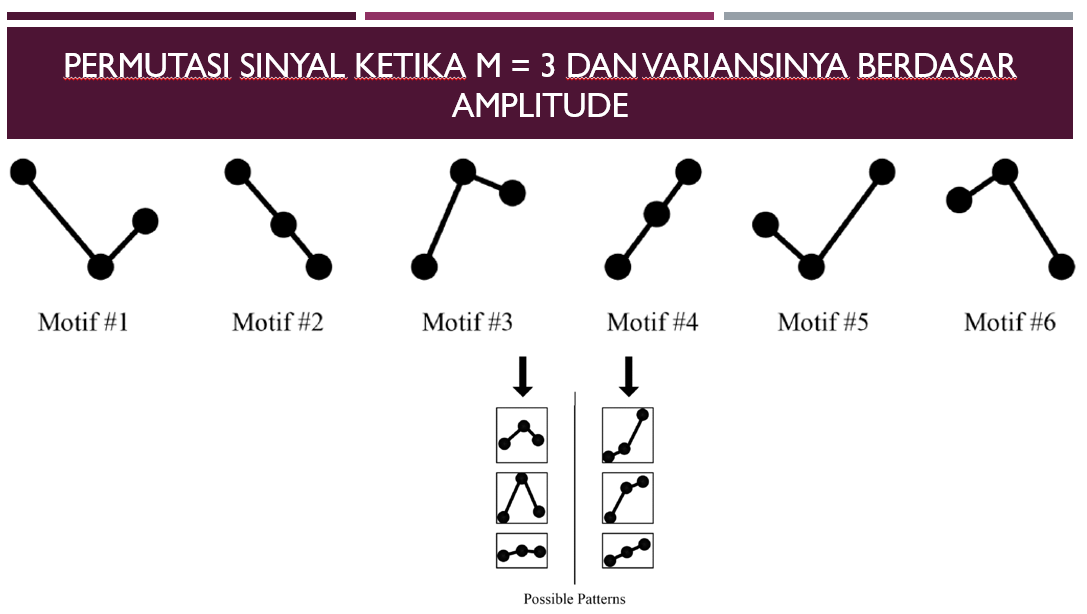 PERMUTASI SINYAL KETIKA M = 3 DAN VARIANSINYA BERDASAR
AMPLITUDE
Motif #1
Motif #2
Motif #3
Motif #4
Motif #5
Motif #6
Possible Patterns